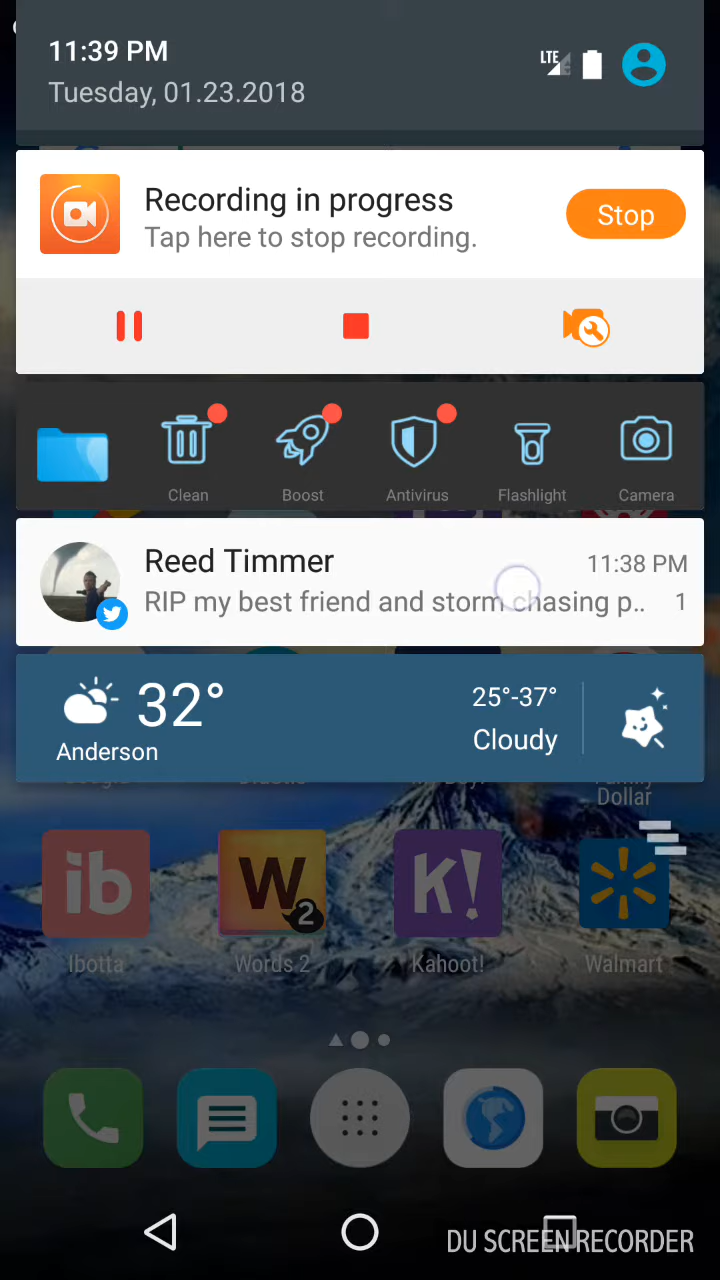 11:39 PM
LTE
Tuesday, 01.23.2018
Recording in progress
Tap here to stop recording.
Stop
Clean Boost Antivirus Flashlight Camera
Reed Timmer
11:38 PM
RIP my best friend and storm chasing p..
1
32°
25°-37°
Anderson
Cloudy
Family
Dollar
ib
W
2
K!
Ibotta
Words 2
Kahoot!
Walmart
DU SCREEN RECORDER